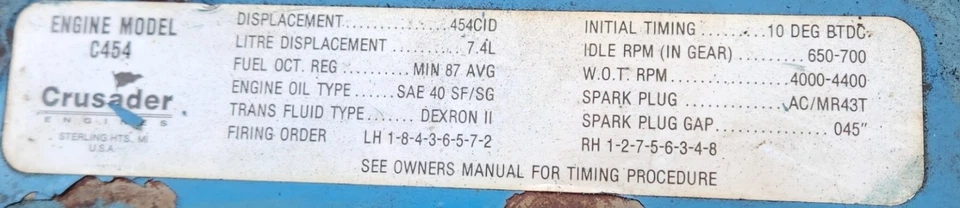 ENGINE MODEL
C454
Crusader
ENGINES
STERLING HTS. MI
U.S.A.
DISPLACEMENT..............454CID
LITRE DISPLACEMENT..........7.4L
FUEL OCT. REG..........MIN 87 AVG
ENGINE OIL TYPE......SAE 40 SF/SG
TRANS FLUID TYPE......DEXRON II
FIRING ORDER LH 1-8-4-3-6-5-7-2
INITIAL TIMING..........10 DEG BTDC
IDLE RPM (IN GEAR).........650-700
W.O.T. RPM................4000-4400
SPARK PLUG..............AC/MR43T
SPARK PLUG GAP.............. 045"
RH 1-2-7-5-6-3-4-8
SEE OWNERS MANUAL FOR TIMING PROCEDURE